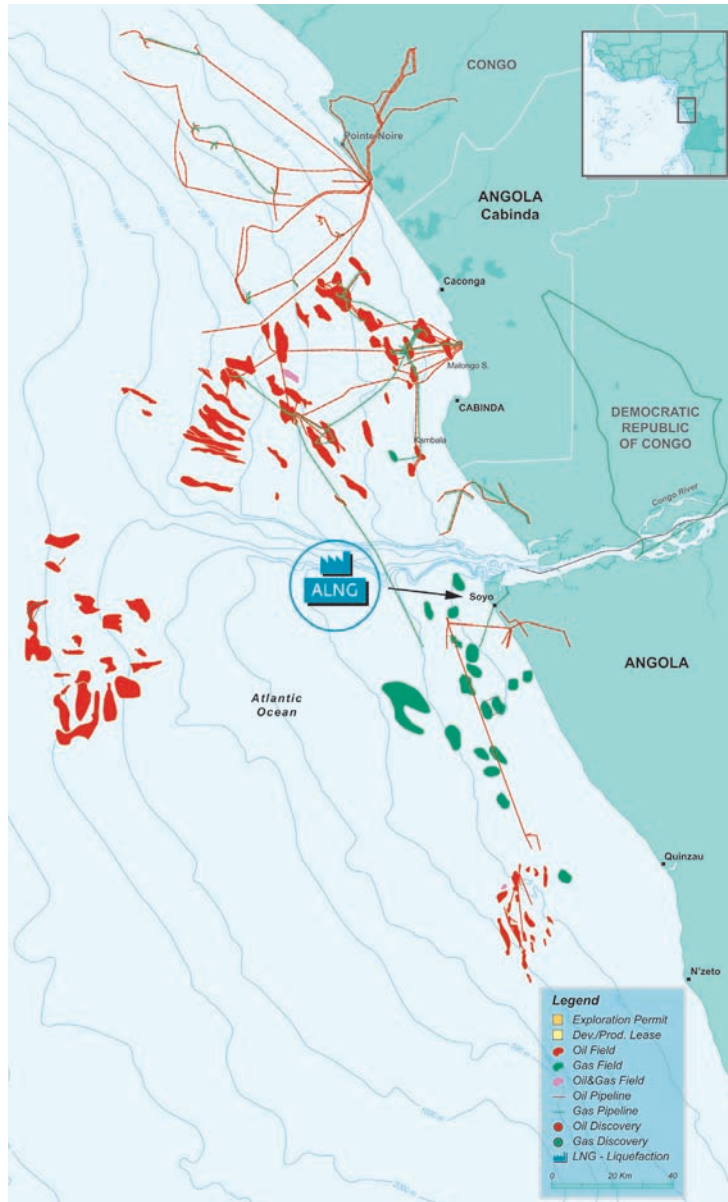 CONGO
Pointe-Noire
ANGOLA
Cabinda
Caconga
Malongo S.
CABINDA
Kambala
DEMOCRATIC
REPUBLIC
OF CONGO
Congo River
ALNG
Soyo
ANGOLA
Atlantic
Ocean
Quinzau
N'zeto
1000 m
Legend
Exploration Permit
Dev./Prod. Lease
Oil Field
Gas Field
Oil&Gas Field
Oil Pipeline
Gas Pipeline
Oil Discovery
Gas Discovery
LNG - Liquefaction
0 20 Km 40